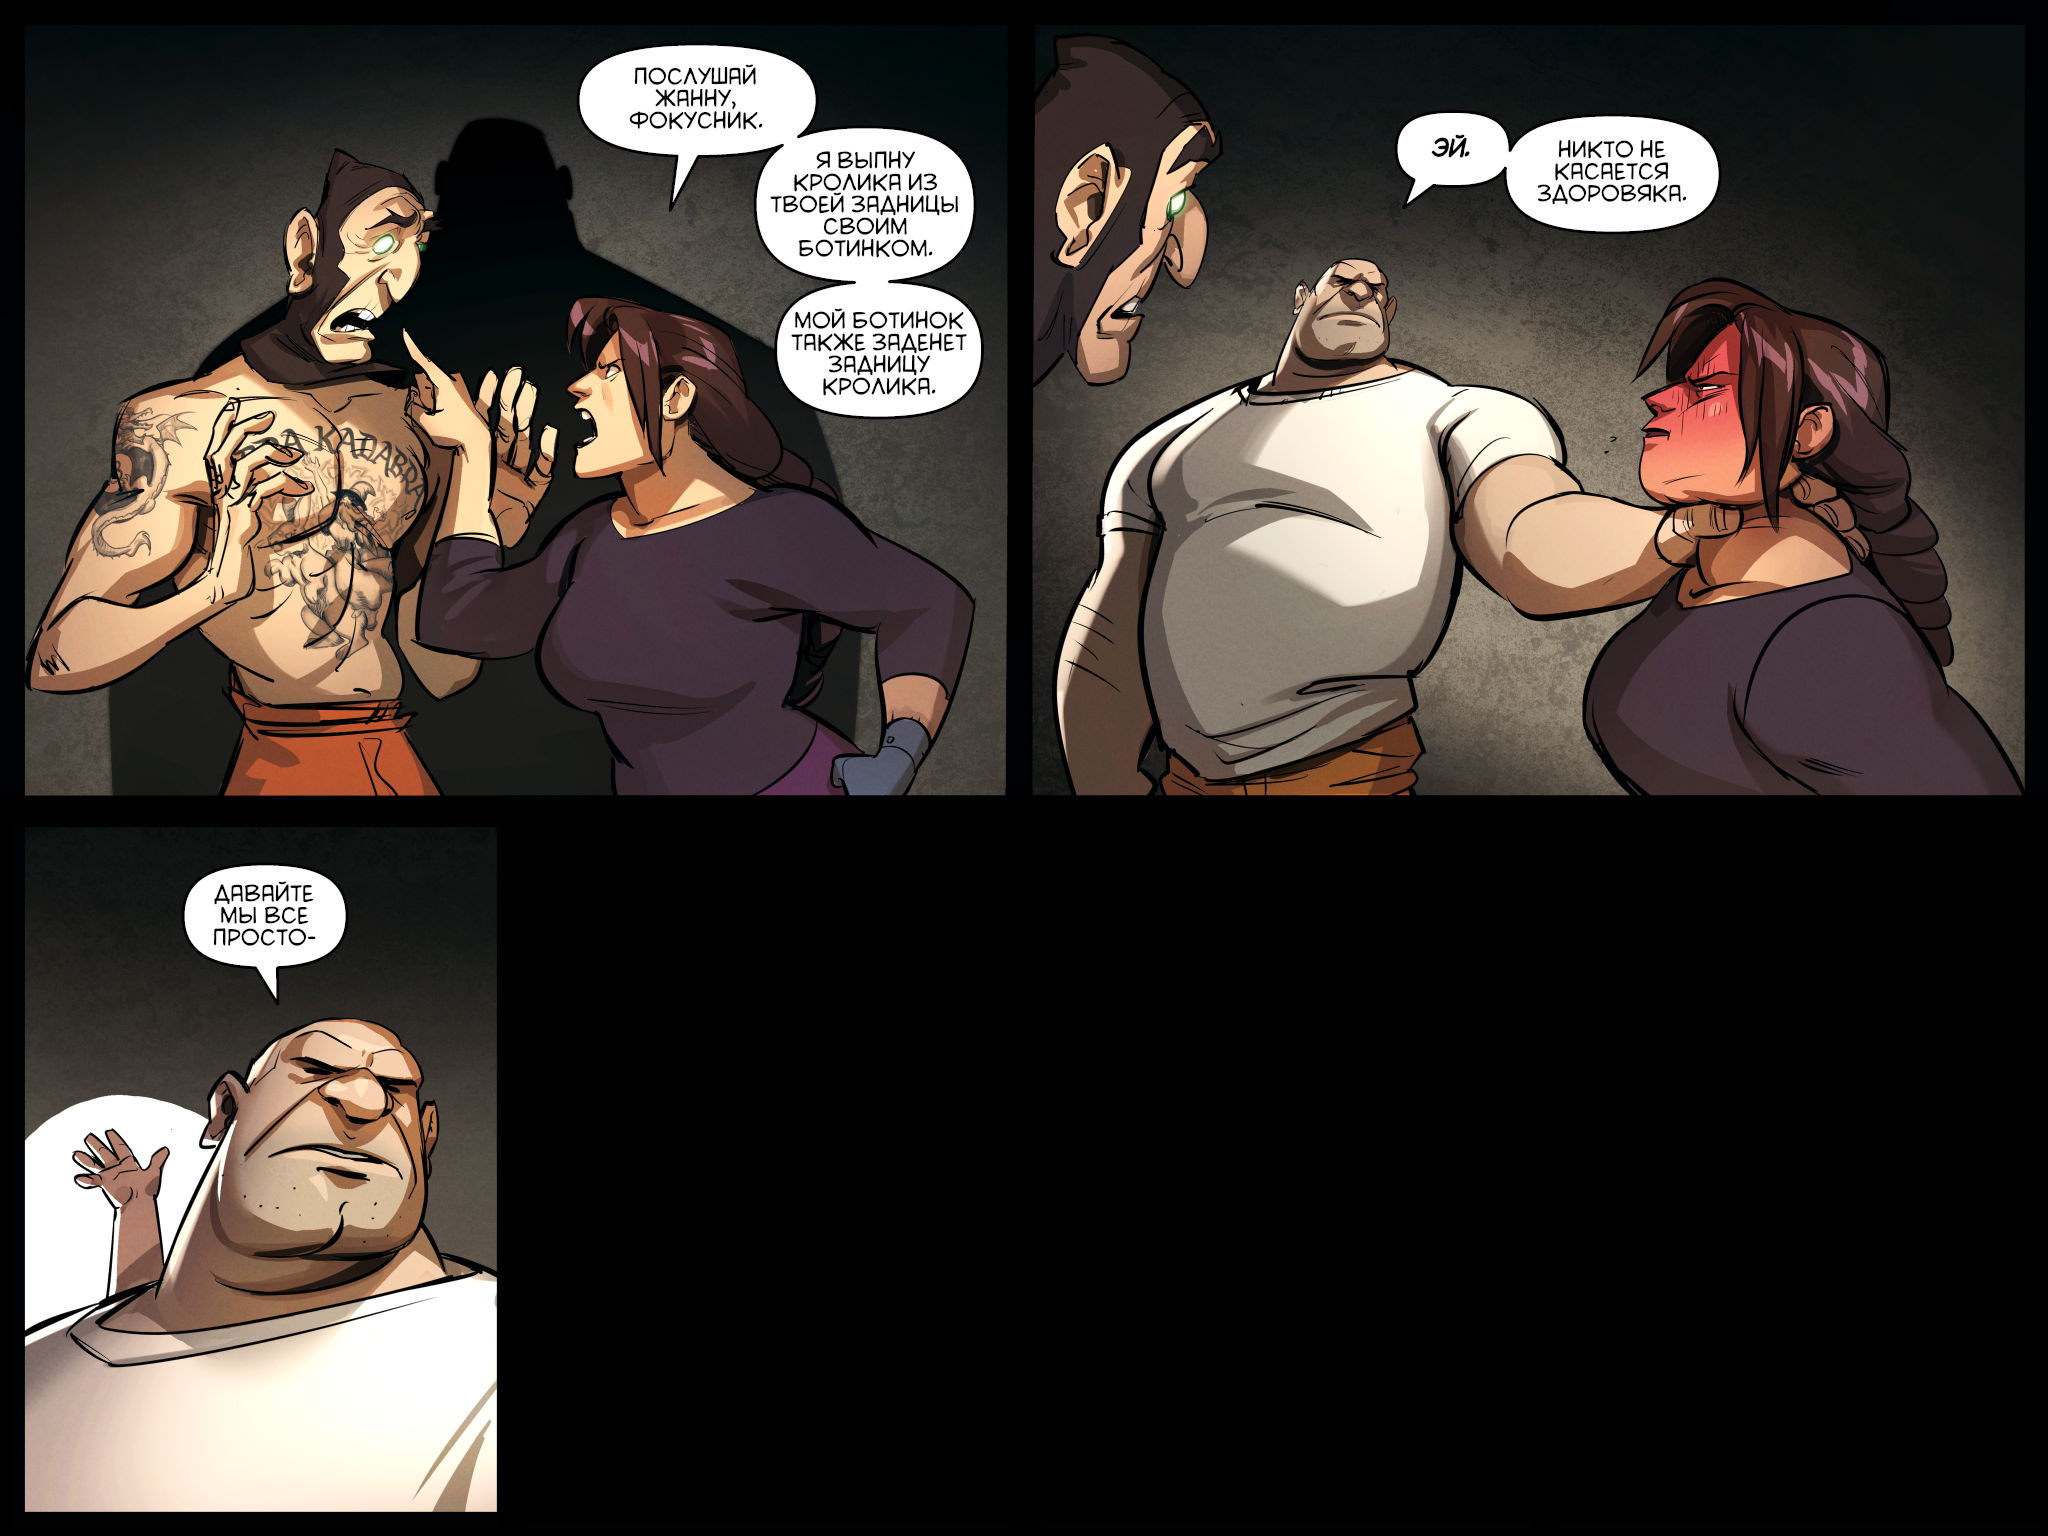 ПОСЛУШАЙ
ЖАННУ,
ФОКУСНИК.
Я ВЫПНУ
КРОЛИКА ИЗ
ТВОЕЙ ЗАДНИЦЫ
СВОИМ
БОТИНКОМ.
МОЙ БОТИНОК
ТАКЖЕ ЗАДЕНЕТ
ЗАДНИЦУ
КРОЛИКА.
КАДАВРА
ЭЙ.
НИКТО НЕ
КАСАЕТСЯ
ЗДОРОВЯКА.
ДАВАЙТЕ
МЫ ВСЕ
ПРОСТО-